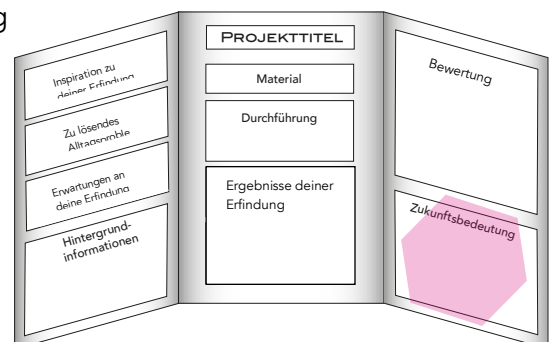 g
Inspiration zu
deiner Erfindung
Zu lösendes
Alltagsproble
Erwartungen an
deine Erfindung
Hintergrund-
informationen
PROJEKTTITEL
Material
Durchführung
Ergebnisse deiner
Erfindung
Bewertung
Zukunftsbedeutung